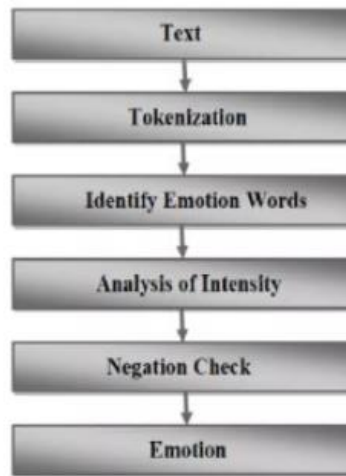 Text
Tokenization
Identify Emotion Words
Analysis of Intensity
Negation Check
Emotion